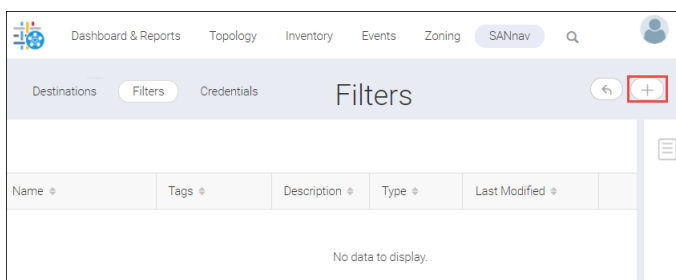 Dashboard & Reports Topology Inventory Events Zoning SANnav
Destinations Filters Credentials Filters
Name Tags Description Type Last Modified
No data to display.